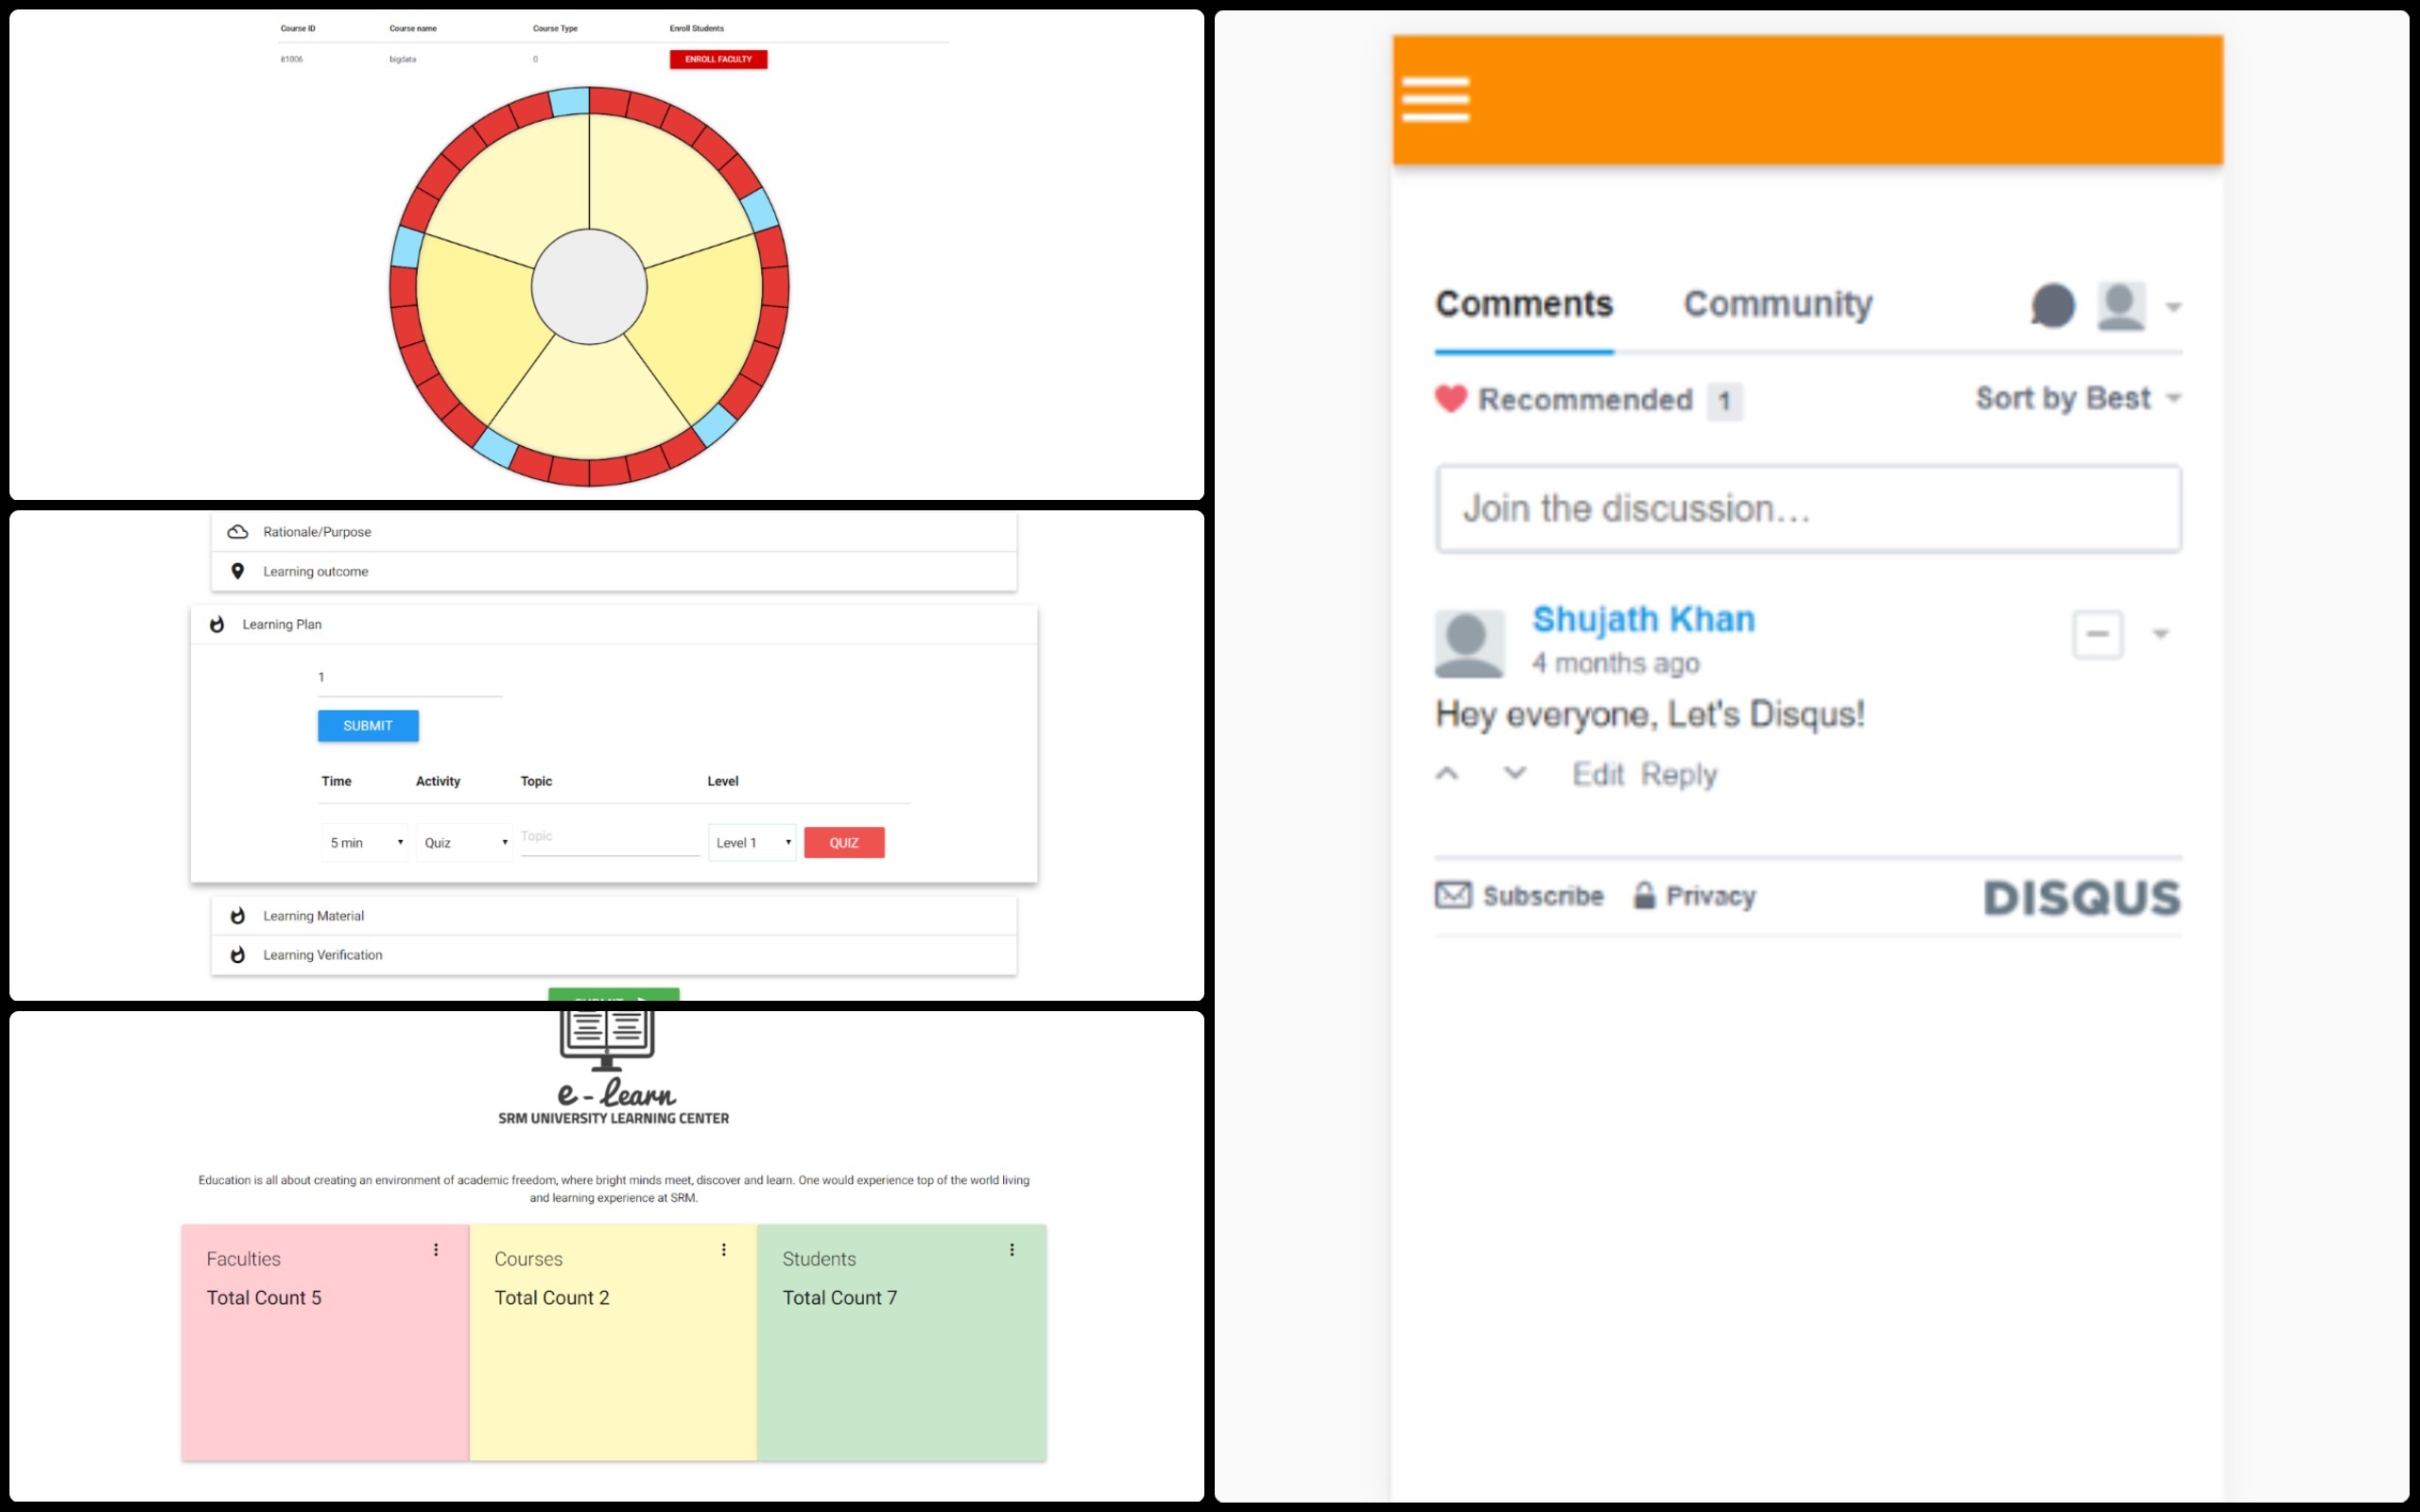 Course ID Course name Course Type Enroll Students
it1006 bigdata 0 ENROLL FACULTY
Rationale/Purpose
Learning outcome
Learning Plan
1
SUBMIT
Time Activity Topic Level
5 min Quiz Topic Level 1 QUIZ
Learning Material
Learning Verification
e-Learn
SRM UNIVERSITY LEARNING CENTER
Education is all about creating an environment of academic freedom, where bright minds meet, discover and learn. One would experience top of the world living
and learning experience at SRM.
Faculties
Total Count 5
Courses
Total Count 2
Students
Total Count 7
Comments Community
Recommended 1 Sort by Best
Join the discussion...
Shujath Khan
4 months ago
Hey everyone, Let's Disqus!
Edit Reply
Subscribe Privacy DISQUS